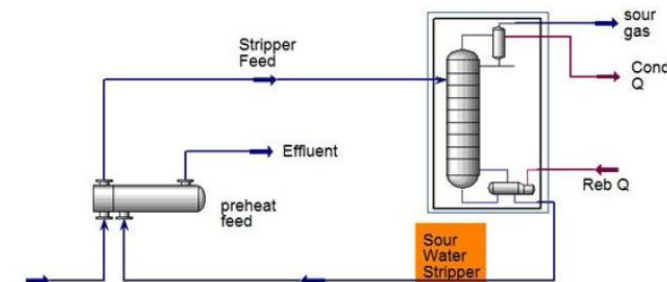 sour
gas
Stripper
Feed
Cond
Q
Effluent
Reb Q
preheat
feed
Sour
Water
Stripper